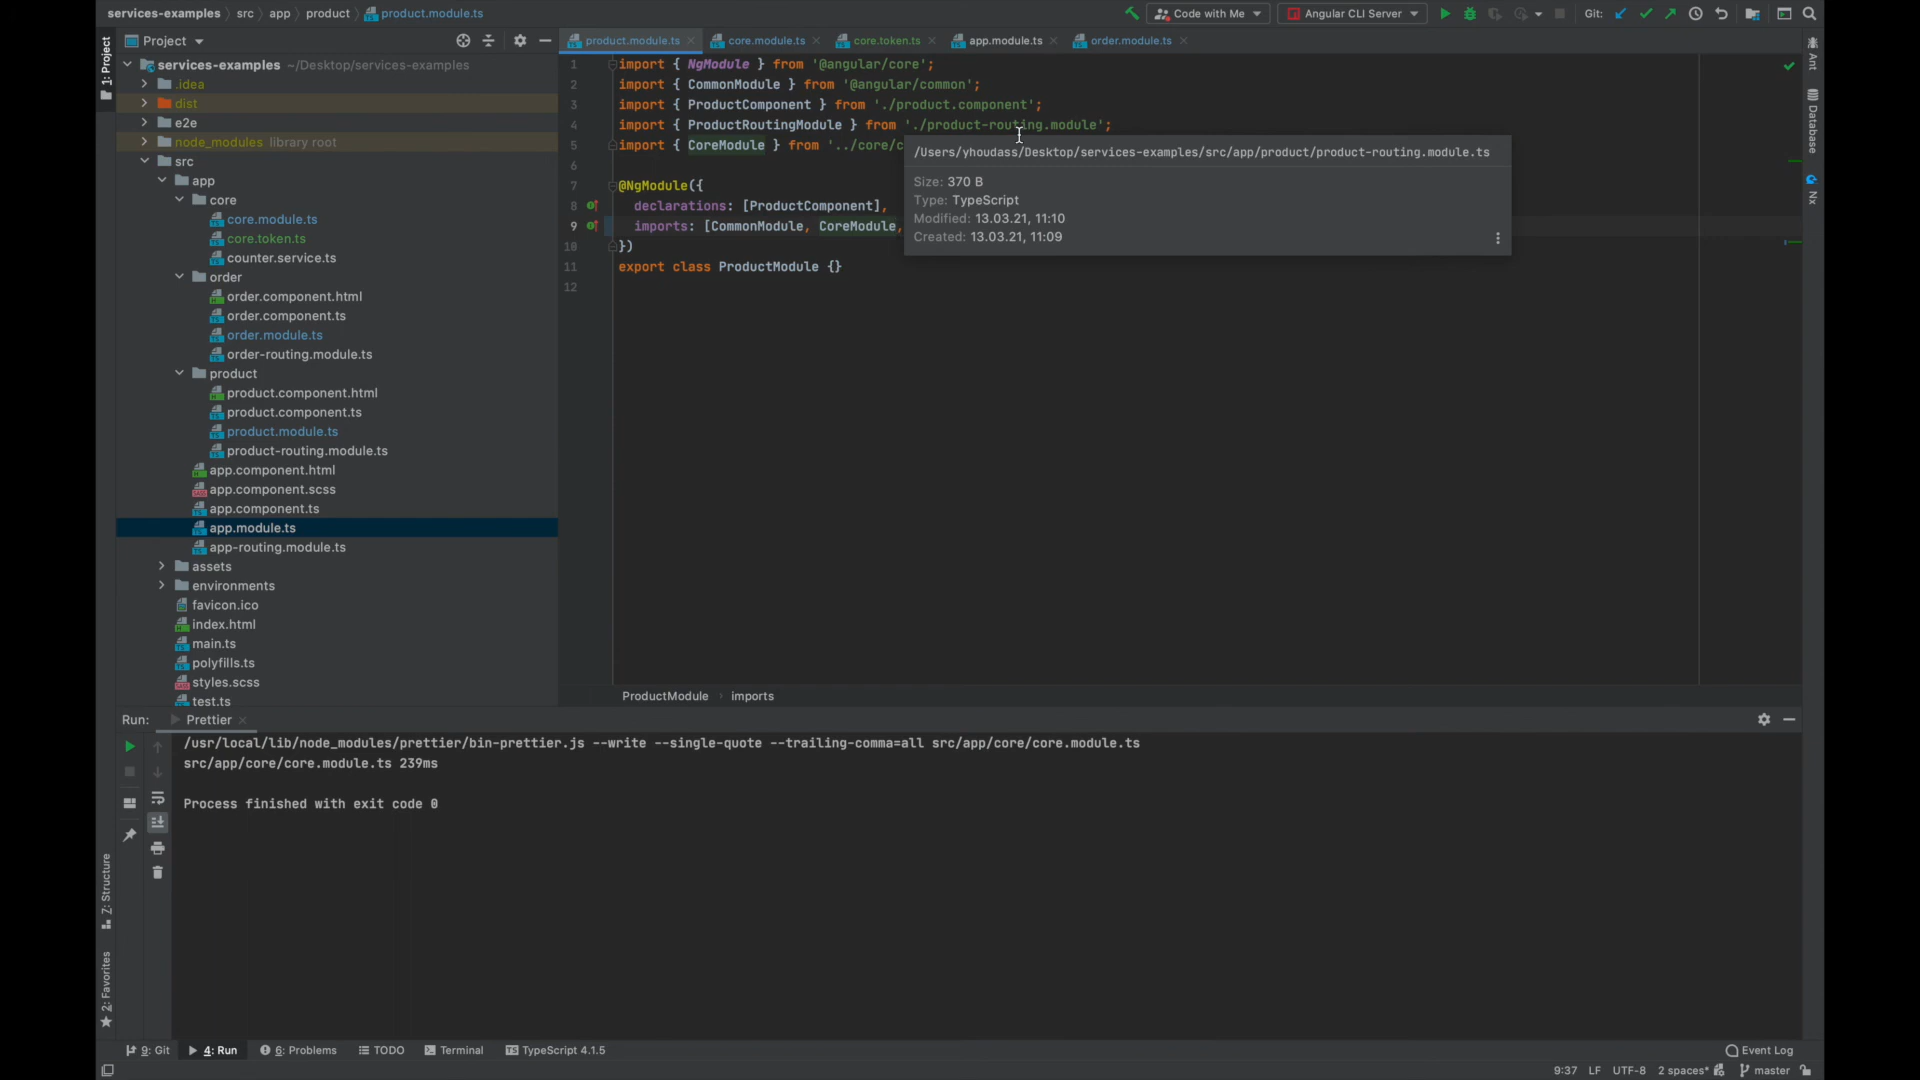 services-examples › src › app › product › product.module.ts
Code with Me
Angular CLI Server
Git:
1: Project
Project
product.module.ts
core.module.ts
core.token.ts
app.module.ts
order.module.ts
services-examples ~/Desktop/services-examples
.idea
dist
e2e
node_modules library root
src
app
core
core.module.ts
core.token.ts
counter.service.ts
order
order.component.html
order.component.ts
order.module.ts
order-routing.module.ts
product
product.component.html
product.component.ts
product.module.ts
product-routing.module.ts
app.component.html
app.component.scss
app.component.ts
app.module.ts
app-routing.module.ts
assets
environments
favicon.ico
index.html
main.ts
polyfills.ts
styles.scss
test.ts
1 import { NgModule } from '@angular/core';
2 import { CommonModule } from '@angular/common';
3 import { ProductComponent } from './product.component';
4 import { ProductRoutingModule } from './product-routing.module';
5 import { CoreModule } from '../core/c
6
7 @NgModule({
8 declarations: [ProductComponent],
9 imports: [CommonModule, CoreModule,
10 })
11 export class ProductModule {}
12
/Users/yhoudass/Desktop/services-examples/src/app/product/product-routing.module.ts
Size: 370 B
Type: TypeScript
Modified: 13.03.21, 11:10
Created: 13.03.21, 11:09
Ant
Database
Nx
ProductModule › imports
Run: Prettier
/usr/local/lib/node_modules/prettier/bin-prettier.js --write --single-quote --trailing-comma=all src/app/core/core.module.ts
src/app/core/core.module.ts 239ms
Process finished with exit code 0
Z: Structure
2: Favorites
9: Git
4: Run
6: Problems
TODO
Terminal
TypeScript 4.1.5
Event Log
9:37 LF UTF-8 2 spaces* master